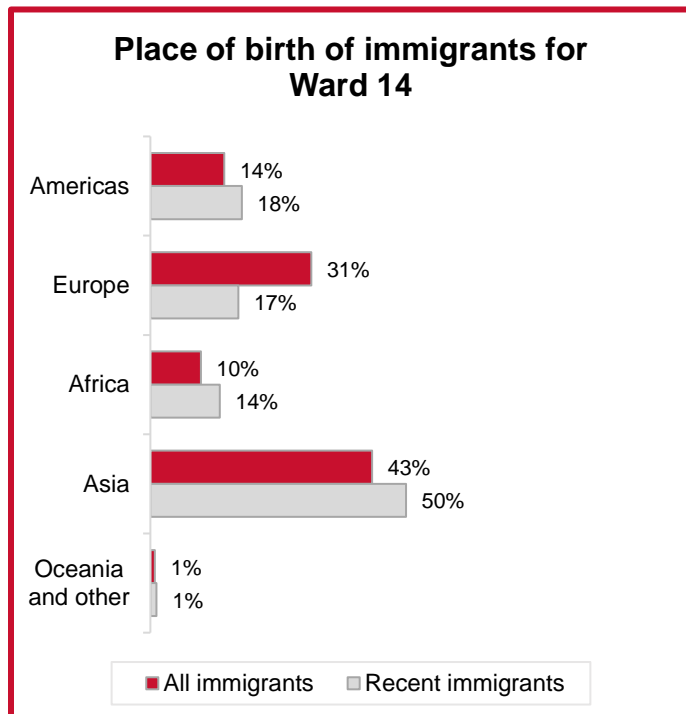 Place of birth of immigrants for
Ward 14
Americas
14%
18%
Europe
31%
17%
Africa
10%
14%
Asia
43%
50%
Oceania
and other
1%
1%
All immigrants
Recent immigrants